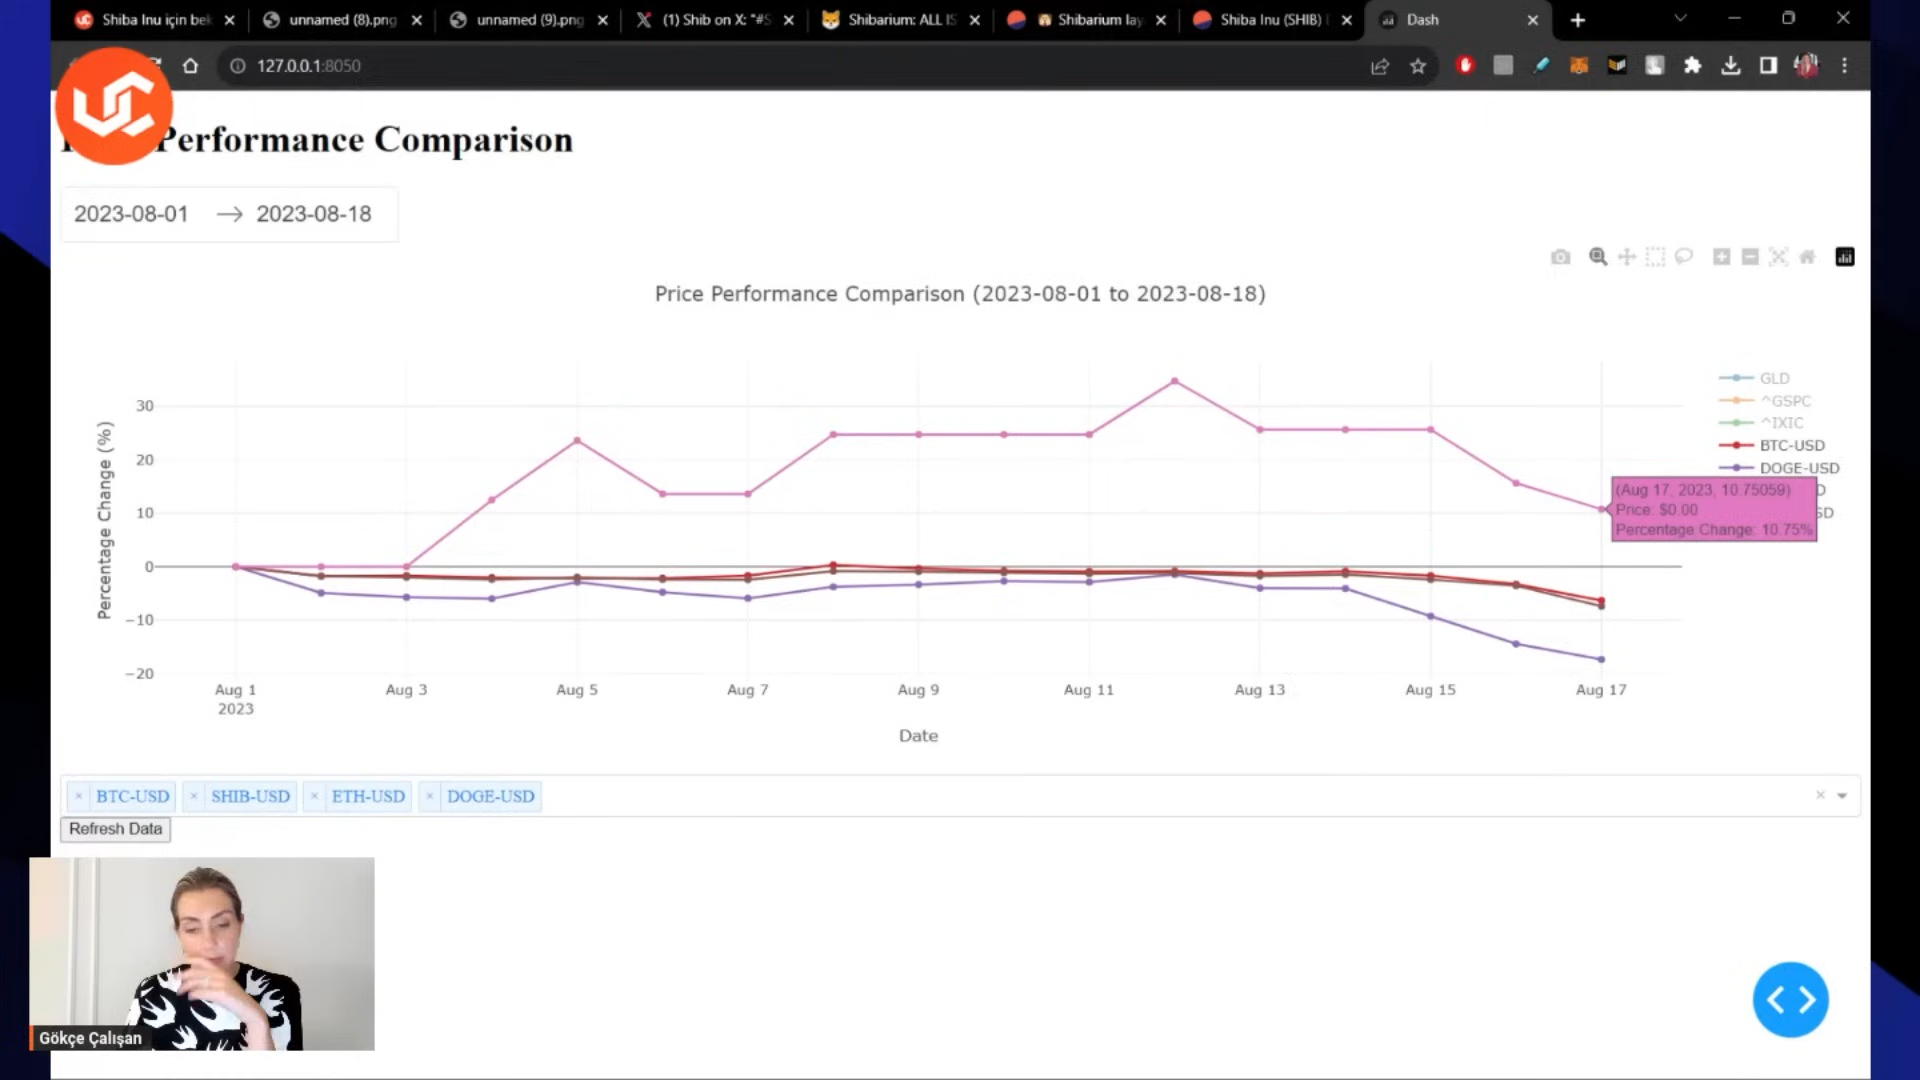 Shiba Inu için bek
unnamed (8).png
unnamed (9).png
(1) Shib on X: "#S
Shibarium: ALL IS
Shibarium lay
Shiba Inu (SHIB)
Dash
127.0.0.1:8050
Performance Comparison
2023-08-01 → 2023-08-18
Price Performance Comparison (2023-08-01 to 2023-08-18)
Percentage Change (%)
30
20
10
0
−10
−20
Aug 1
2023
Aug 3
Aug 5
Aug 7
Aug 9
Aug 11
Aug 13
Aug 15
Aug 17
Date
GLD
^GSPC
^IXIC
BTC-USD
DOGE-USD
D
SD
(Aug 17, 2023, 10.75059)
Price: $0.00
Percentage Change: 10.75%
× BTC-USD × SHIB-USD × ETH-USD × DOGE-USD
Refresh Data
Gökçe Çalışan